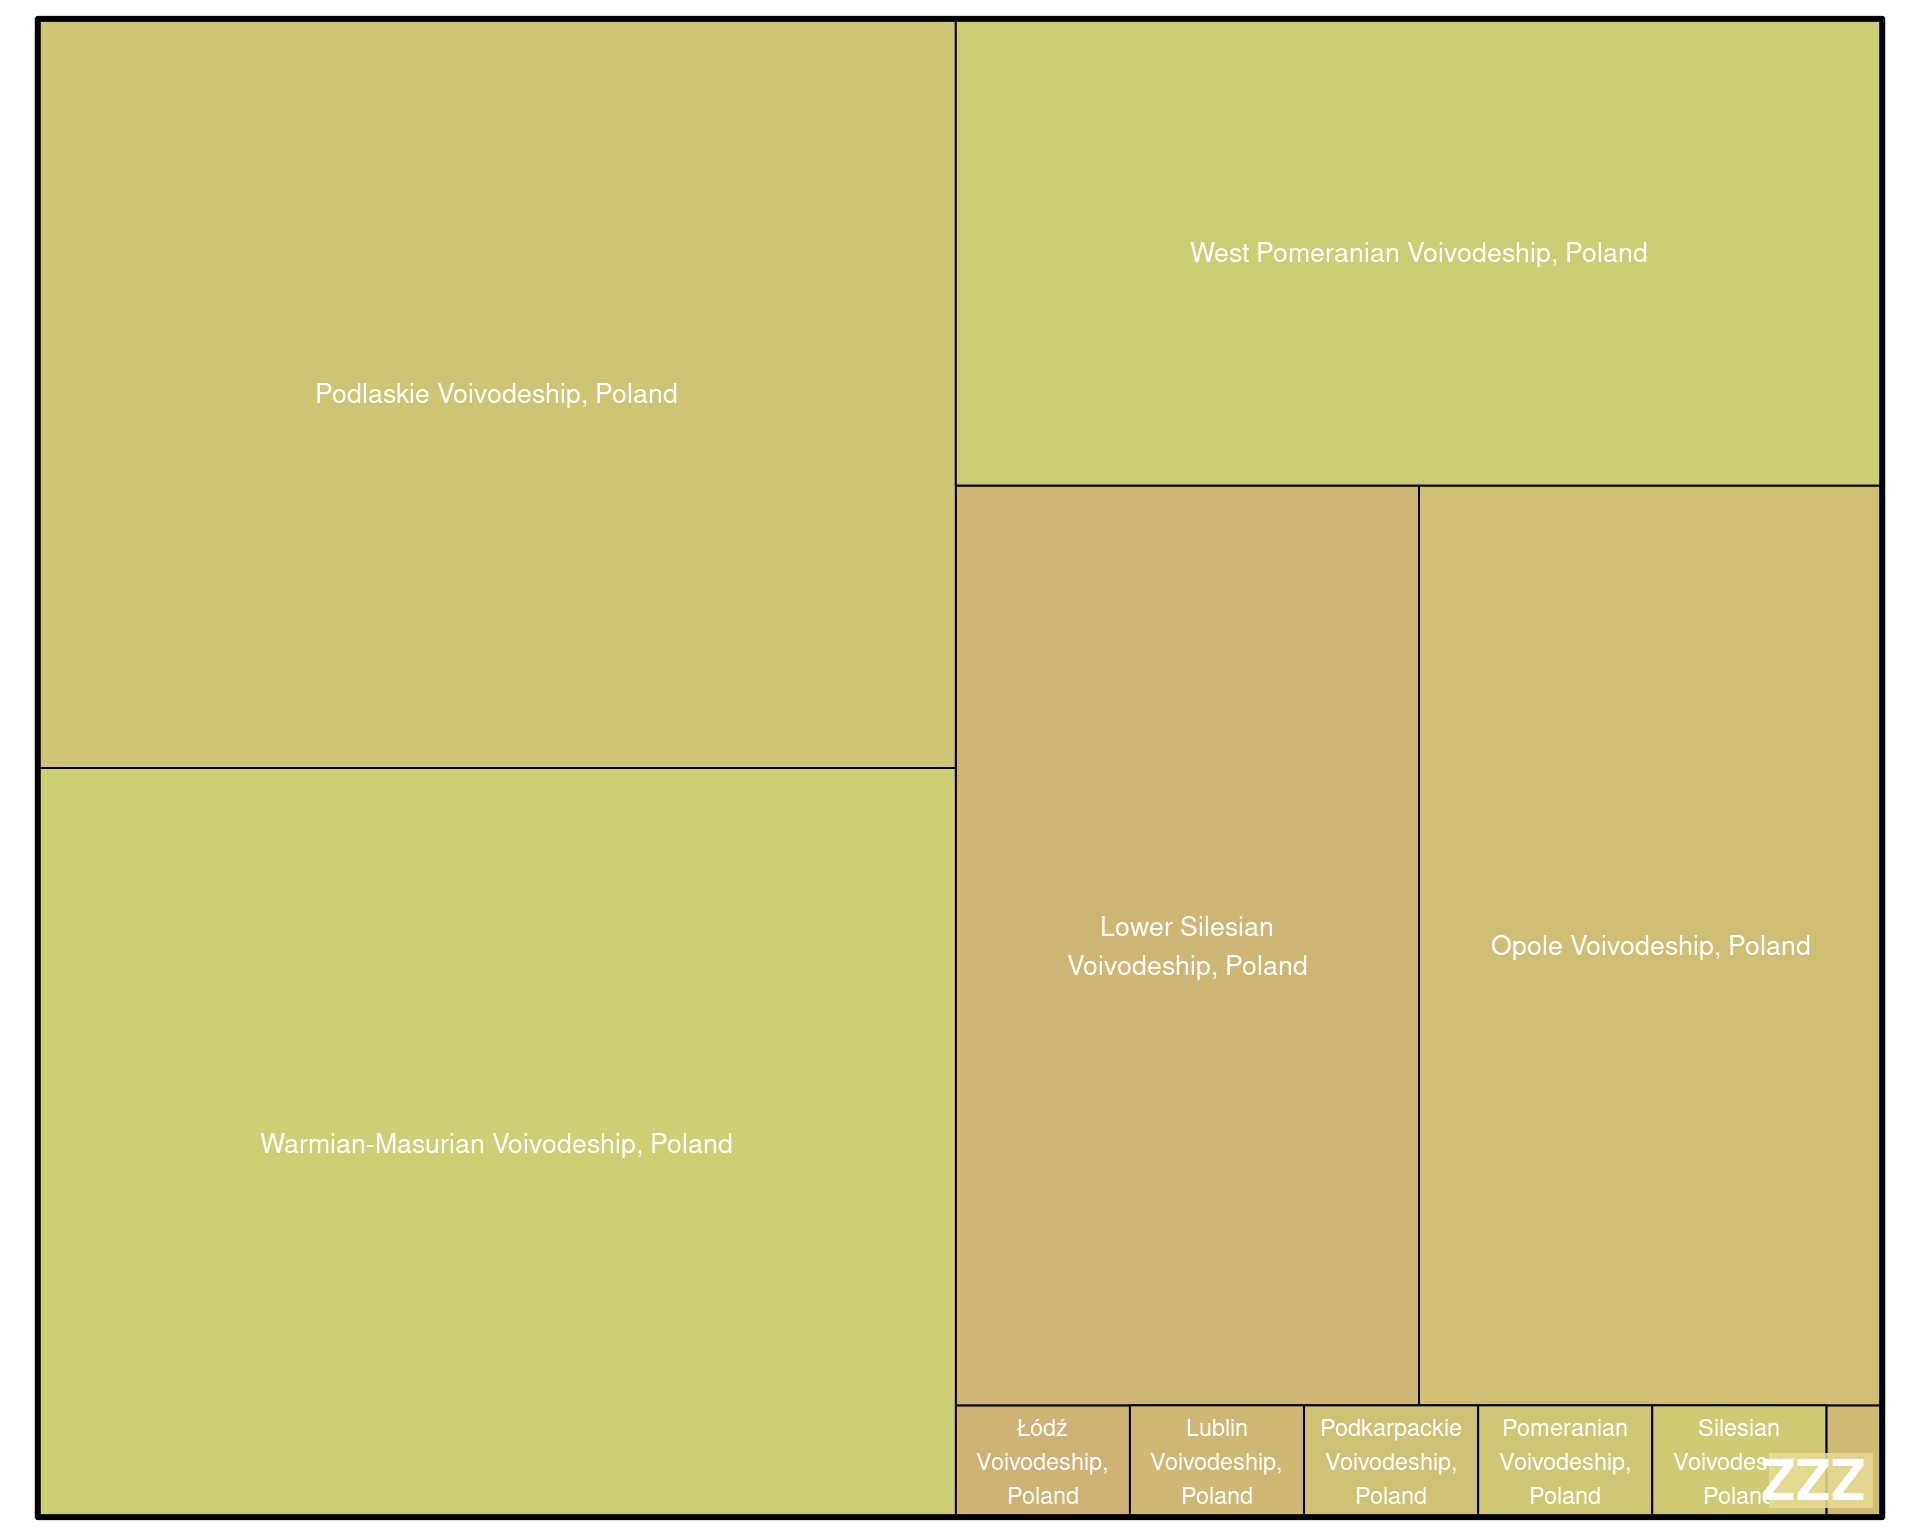 Podlaskie Voivodeship, Poland
West Pomeranian Voivodeship, Poland
Lower Silesian
Voivodeship, Poland
Opole Voivodeship, Poland
Warmian-Masurian Voivodeship, Poland
Łódź
Voivodeship,
Poland
Lublin
Voivodeship,
Poland
Podkarpackie
Voivodeship,
Poland
Pomeranian
Voivodeship,
Poland
Silesian
Poland
ZZZ